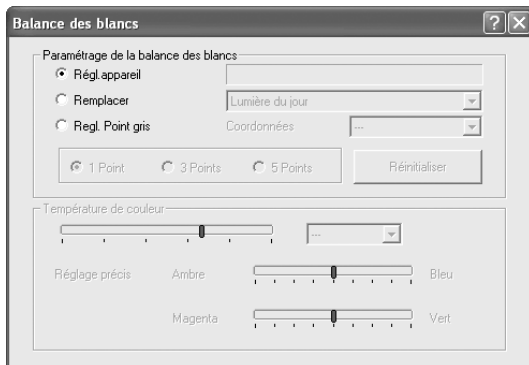 Balance des blancs
Paramétrage de la balance des blancs
Régl.appareil
Remplacer
Lumière du jour
Regl. Point gris
Coordonnées
---
1 Point
3 Points
5 Points
Réinitialiser
Température de couleur
---
Réglage précis
Ambre
Bleu
Magenta
Vert